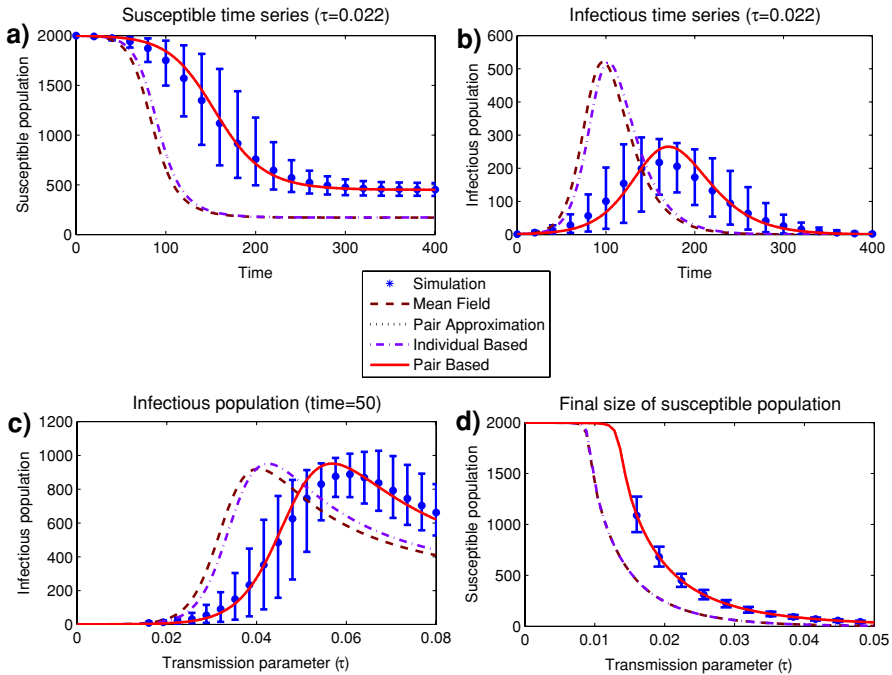 a)
Susceptible time series (τ=0.022)
2000
1500
1000
500
0
0 100 200 300 400
Susceptible population
Time
b)
Infectious time series (τ=0.022)
600
500
400
300
200
100
0
0 100 200 300 400
Infectious population
Time
Simulation
Mean Field
Pair Approximation
Individual Based
Pair Based
c)
Infectious population (time=50)
1200
1000
800
600
400
200
0
0 0.02 0.04 0.06 0.08
Infectious population
Transmission parameter (τ)
d)
Final size of susceptible population
2000
1500
1000
500
0
0 0.01 0.02 0.03 0.04 0.05
Susceptible population
Transmission parameter (τ)